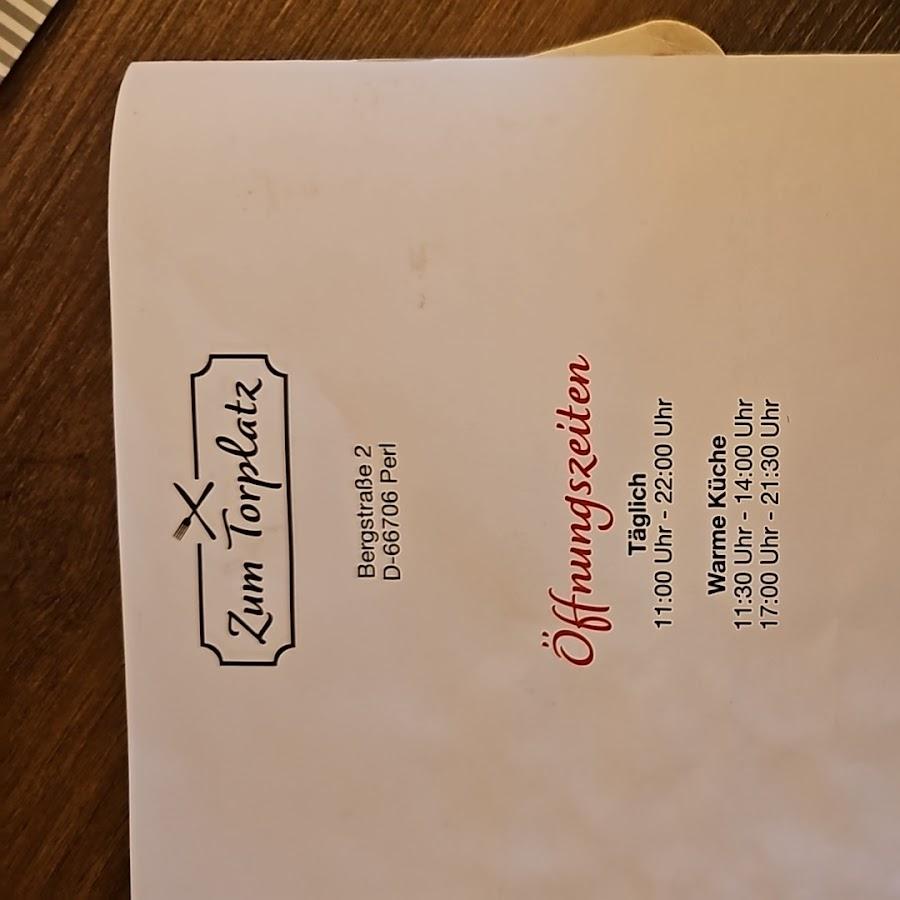 Zum Torplatz
Bergstraße 2
D-66706 Perl
Öffnungszeiten
Täglich
11:00 Uhr - 22:00 Uhr
Warme Küche
11:30 Uhr - 14:00 Uhr
17:00 Uhr - 21:30 Uhr